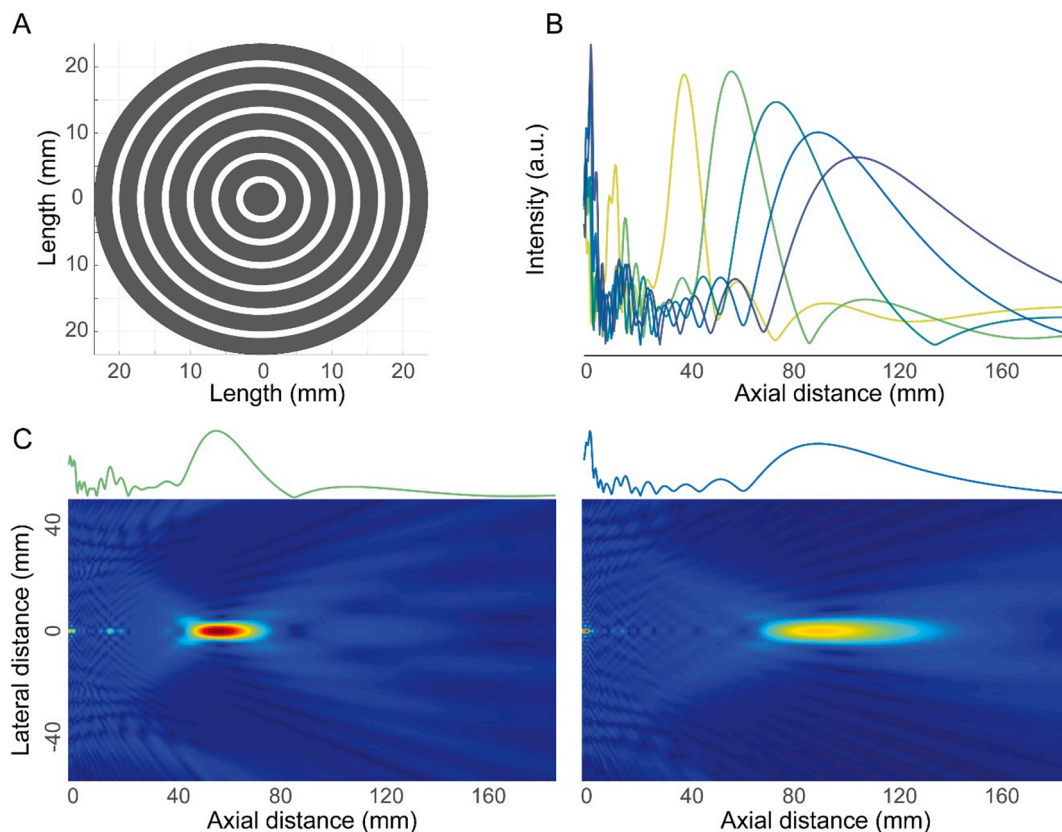 A
Length (mm)
20
10
0
10
20
20 10 0 10 20
Length (mm)
B
Intensity (a.u.)
0 40 80 120 160
Axial distance (mm)
C
Lateral distance (mm)
40
0
-40
0 40 80 120 160
Axial distance (mm)
0 40 80 120 160
Axial distance (mm)